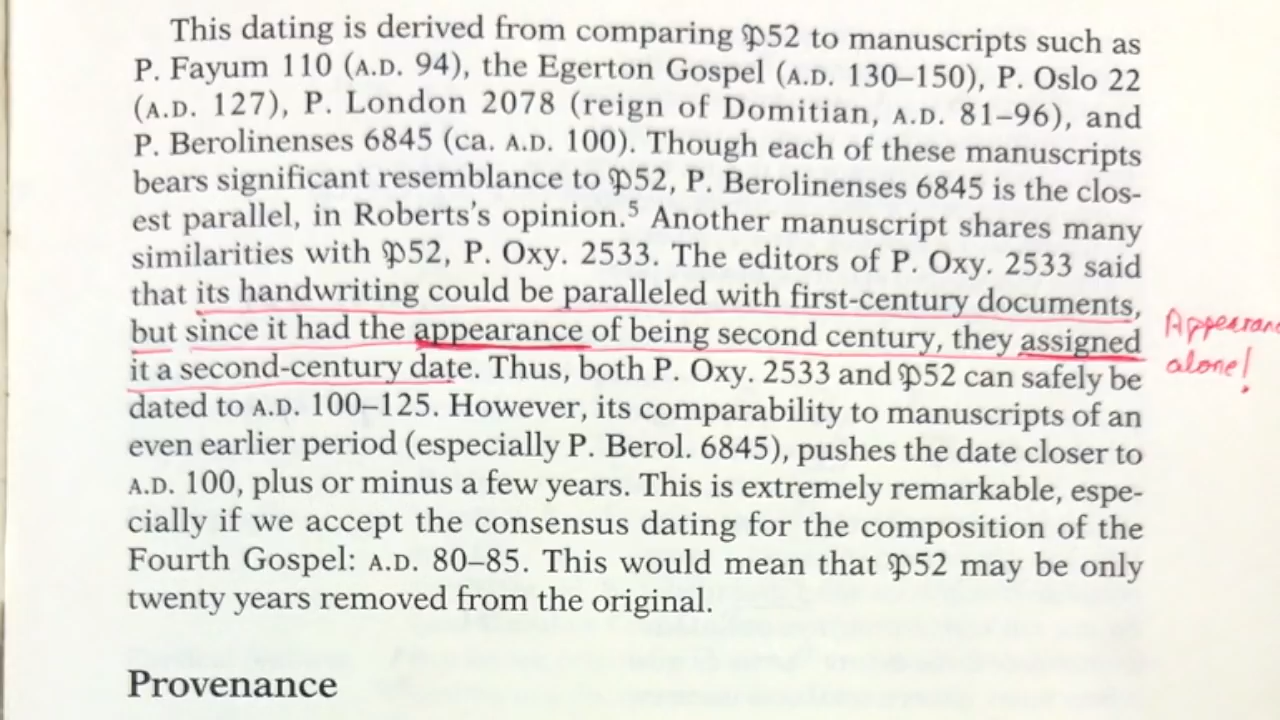 This dating is derived from comparing 𝔓52 to manuscripts such as
P. Fayum 110 (A.D. 94), the Egerton Gospel (A.D. 130–150), P. Oslo 22
(A.D. 127), P. London 2078 (reign of Domitian, A.D. 81–96), and
P. Berolinenses 6845 (ca. A.D. 100). Though each of these manuscripts
bears significant resemblance to 𝔓52, P. Berolinenses 6845 is the clos-
est parallel, in Roberts's opinion.⁵ Another manuscript shares many
similarities with 𝔓52, P. Oxy. 2533. The editors of P. Oxy. 2533 said
that its handwriting could be paralleled with first-century documents,
but since it had the appearance of being second century, they assigned
it a second-century date. Thus, both P. Oxy. 2533 and 𝔓52 can safely be
dated to A.D. 100–125. However, its comparability to manuscripts of an
even earlier period (especially P. Berol. 6845), pushes the date closer to
A.D. 100, plus or minus a few years. This is extremely remarkable, espe-
cially if we accept the consensus dating for the composition of the
Fourth Gospel: A.D. 80–85. This would mean that 𝔓52 may be only
twenty years removed from the original.
Provenance
Appearan
alone!